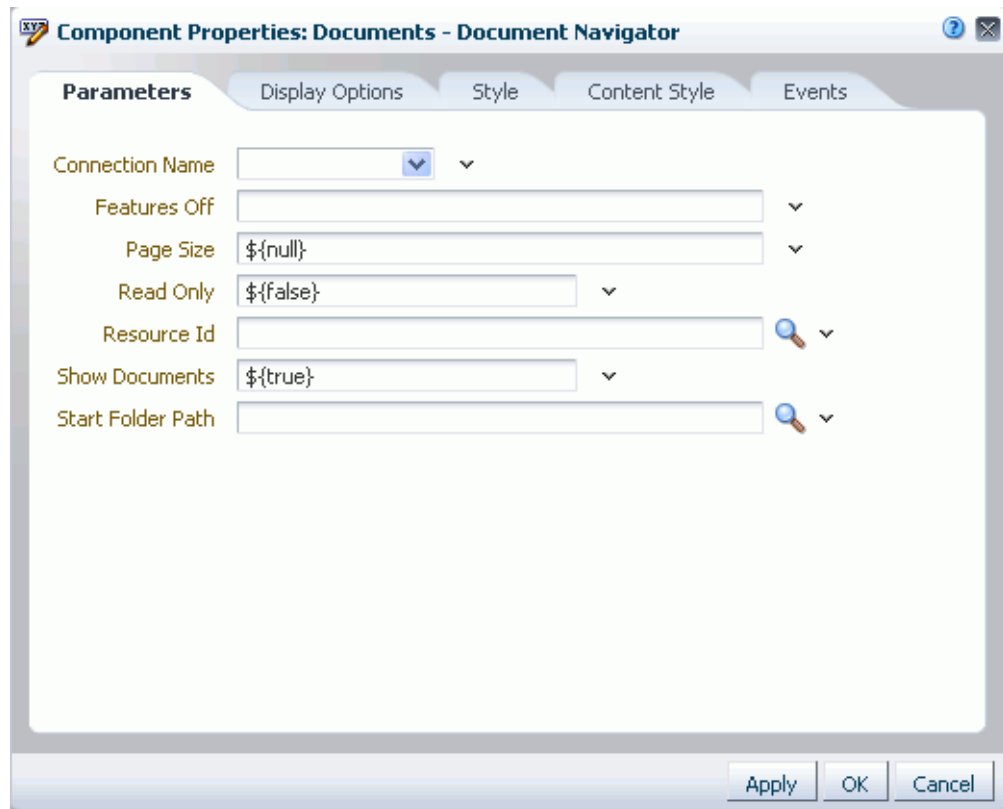 XYZ Component Properties: Documents - Document Navigator ?
Parameters Display Options Style Content Style Events
Connection Name
Features Off
Page Size ${null}
Read Only ${false}
Resource Id
Show Documents ${true}
Start Folder Path
Apply OK Cancel